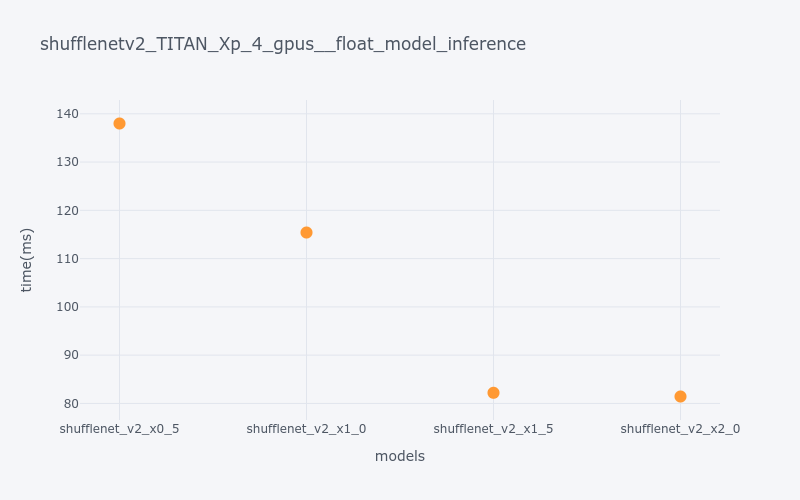 shufflenetv2_TITAN_Xp_4_gpus__float_model_inference
140
130
120
110
100
90
80
time(ms)
shufflenet_v2_x0_5 shufflenet_v2_x1_0 shufflenet_v2_x1_5 shufflenet_v2_x2_0
models